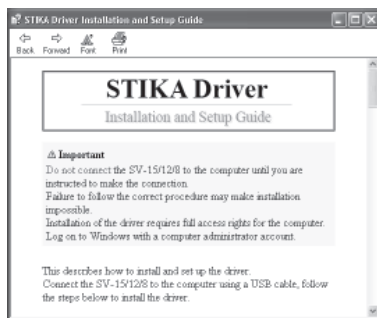 STIKA Driver Installation and Setup Guide
Back Forward Font Print
STIKA Driver
Installation and Setup Guide
⚠ Important
Do not connect the SV-15/12/8 to the computer until you are
instructed to make the connection.
Failure to follow the correct procedure may make installation
impossible.
Installation of the driver requires full access rights for the computer.
Log on to Windows with a computer administrator account.
This describes how to install and set up the driver.
Connect the SV-15/12/8 to the computer using a USB cable, follow
the steps below to install the driver.